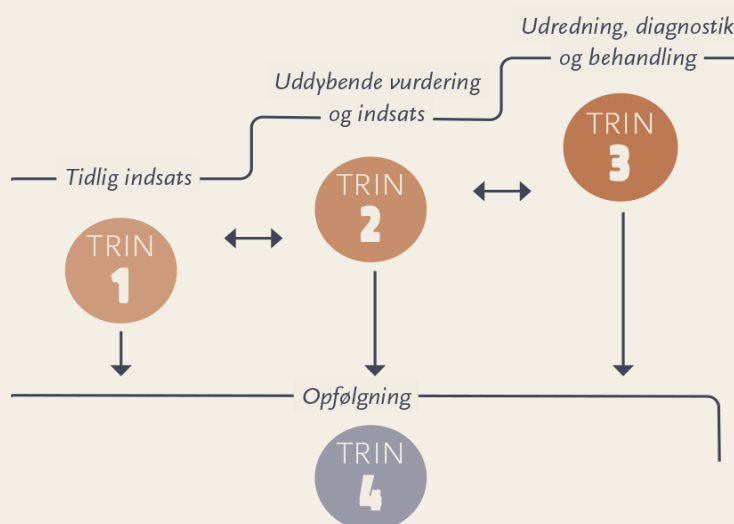 Tidlig indsats
TRIN
1
Uddybende vurdering
og indsats
TRIN
2
Udredning, diagnostik
og behandling
TRIN
3
Opfølgning
TRIN
4